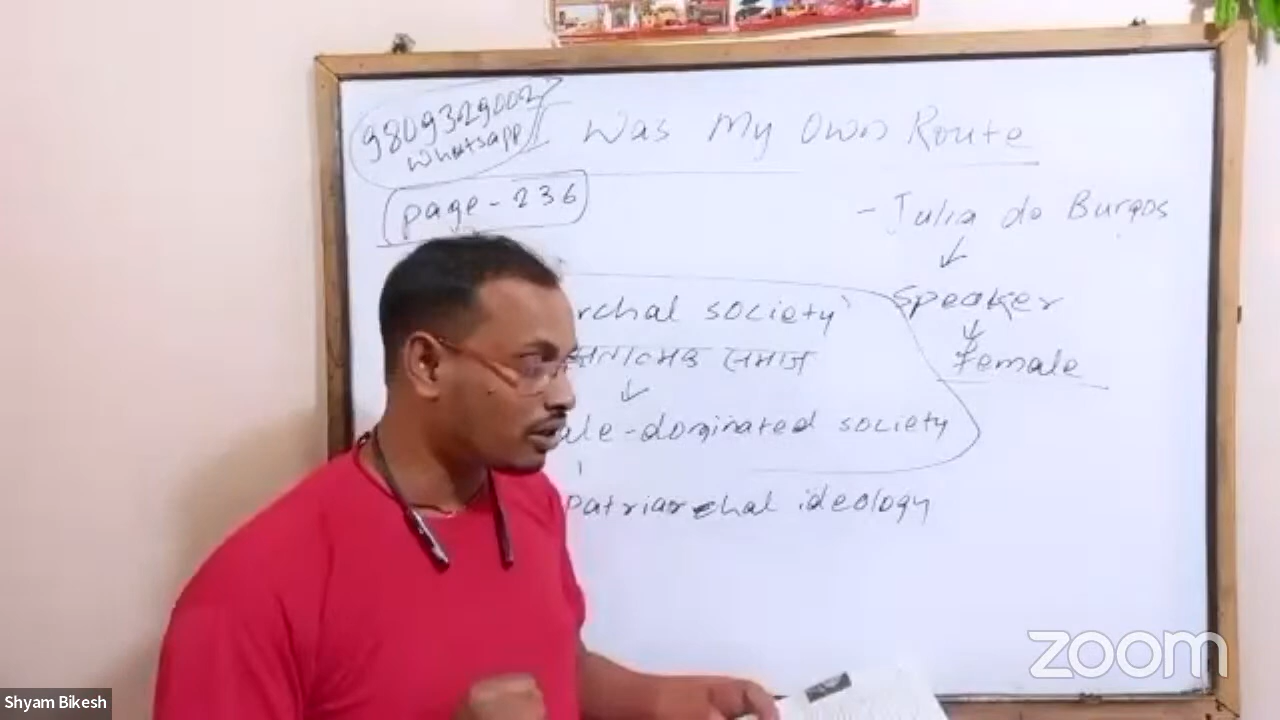 9809329002
Whatsapp
I Was My Own Route
page-236
- Julia de Burgos
Speaker
Female
rchal society
समाज
ale-dominated society
patriarchal ideology
zoom
Shyam Bikesh